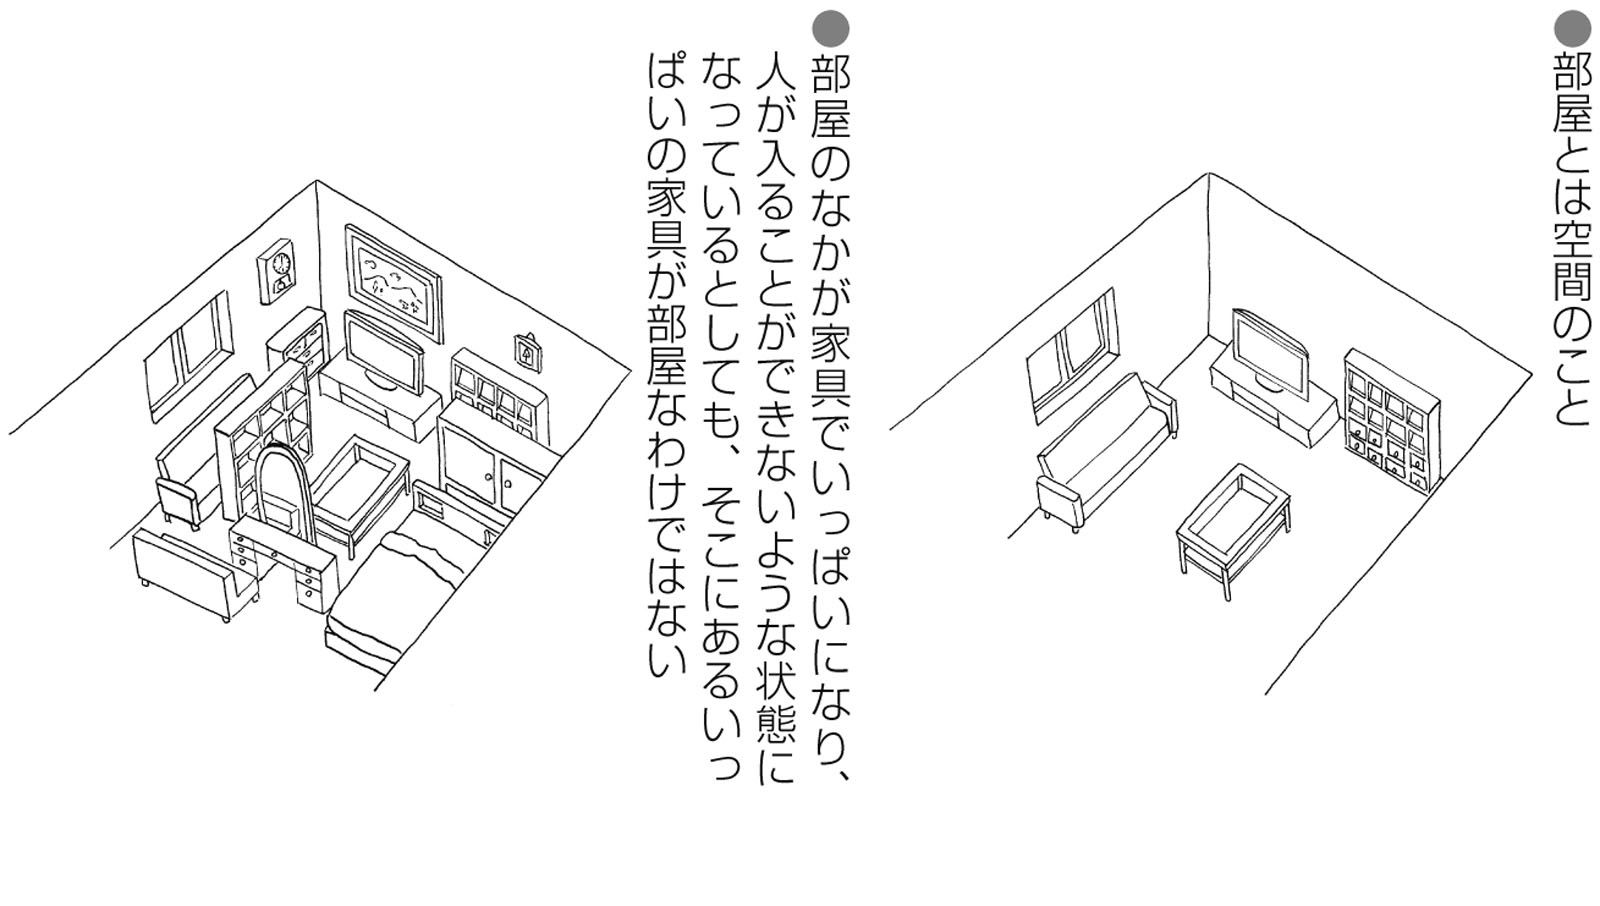 ●部屋とは空間のこと
●部屋のなかが家具でいっぱいになり、
人が入ることができないような状態に
なっているとしても、そこにあるいっ
ぱいの家具が部屋なわけではない